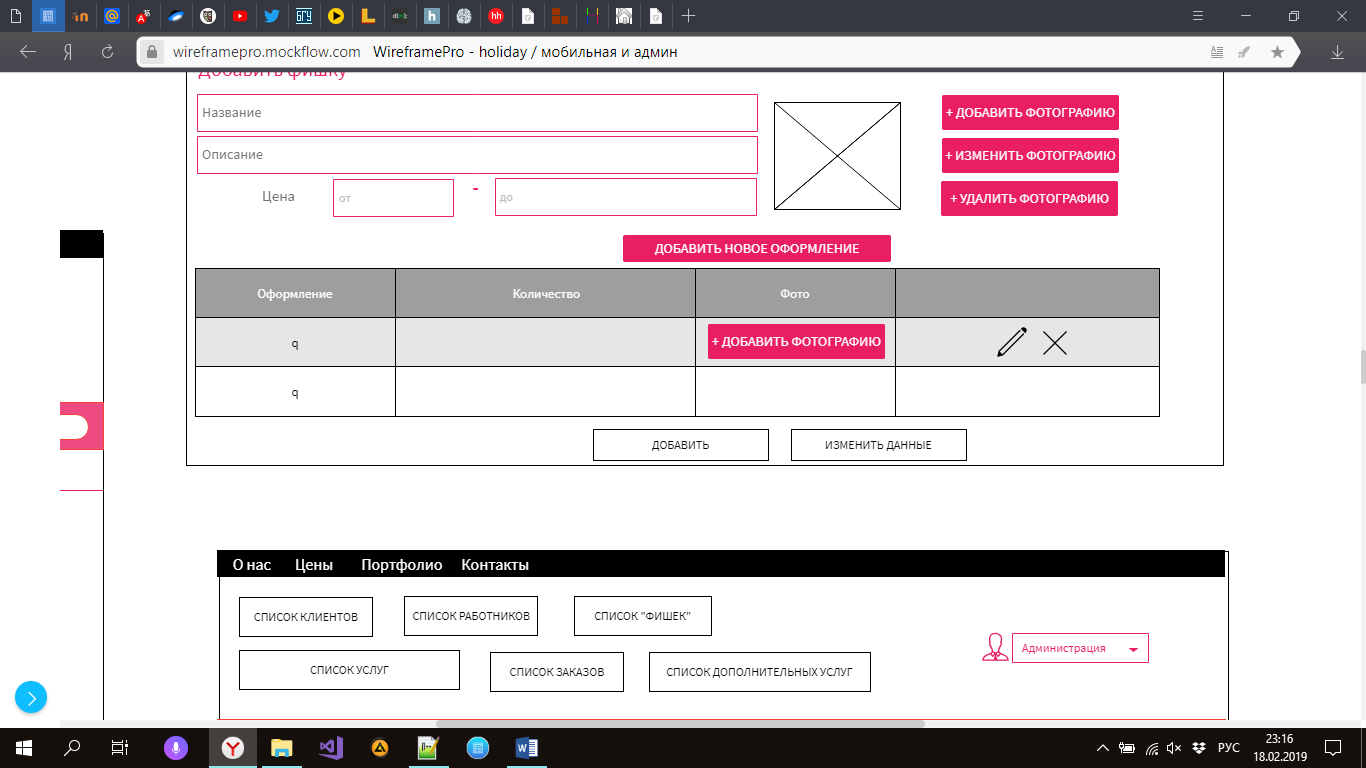 wireframepro.mockflow.com WireframePro - holiday / мобильная и админ
Добавить фишку
Название
+ ДОБАВИТЬ ФОТОГРАФИЮ
Описание
+ ИЗМЕНИТЬ ФОТОГРАФИЮ
Цена от - до
+ УДАЛИТЬ ФОТОГРАФИЮ
ДОБАВИТЬ НОВОЕ ОФОРМЛЕНИЕ
Оформление Количество Фото
q + ДОБАВИТЬ ФОТОГРАФИЮ
q
ДОБАВИТЬ ИЗМЕНИТЬ ДАННЫЕ
О нас Цены Портфолио Контакты
СПИСОК КЛИЕНТОВ СПИСОК РАБОТНИКОВ СПИСОК "ФИШЕК"
Администрация
СПИСОК УСЛУГ СПИСОК ЗАКАЗОВ СПИСОК ДОПОЛНИТЕЛЬНЫХ УСЛУГ
РУС
23:16
18.02.2019